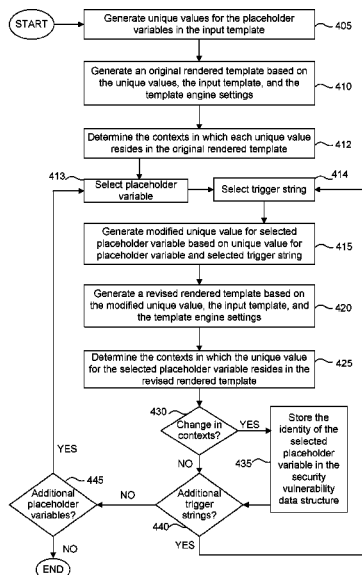 START
Generate unique values for the placeholder
variables in the input template
405
Generate an original rendered template based on
the unique values, the input template, and the
template engine settings
410
Determine the contexts in which each unique value
resides in the original rendered template
412
413
Select placeholder
variable
414
Select trigger string
Generate modified unique value for selected
placeholder variable based on unique value for
placeholder variable and selected trigger string
415
Generate a revised rendered template based on
the modified unique value, the input template, and
the template engine settings
420
Determine the contexts in which the unique value
for the selected placeholder variable resides in the
revised rendered template
425
430
Change in
contexts?
YES
NO
Store the
identity of the
selected
placeholder
variable in the
security
vulnerability
data structure
435
Additional
trigger
strings?
440
NO
YES
445
Additional
placeholder
variables?
YES
NO
END